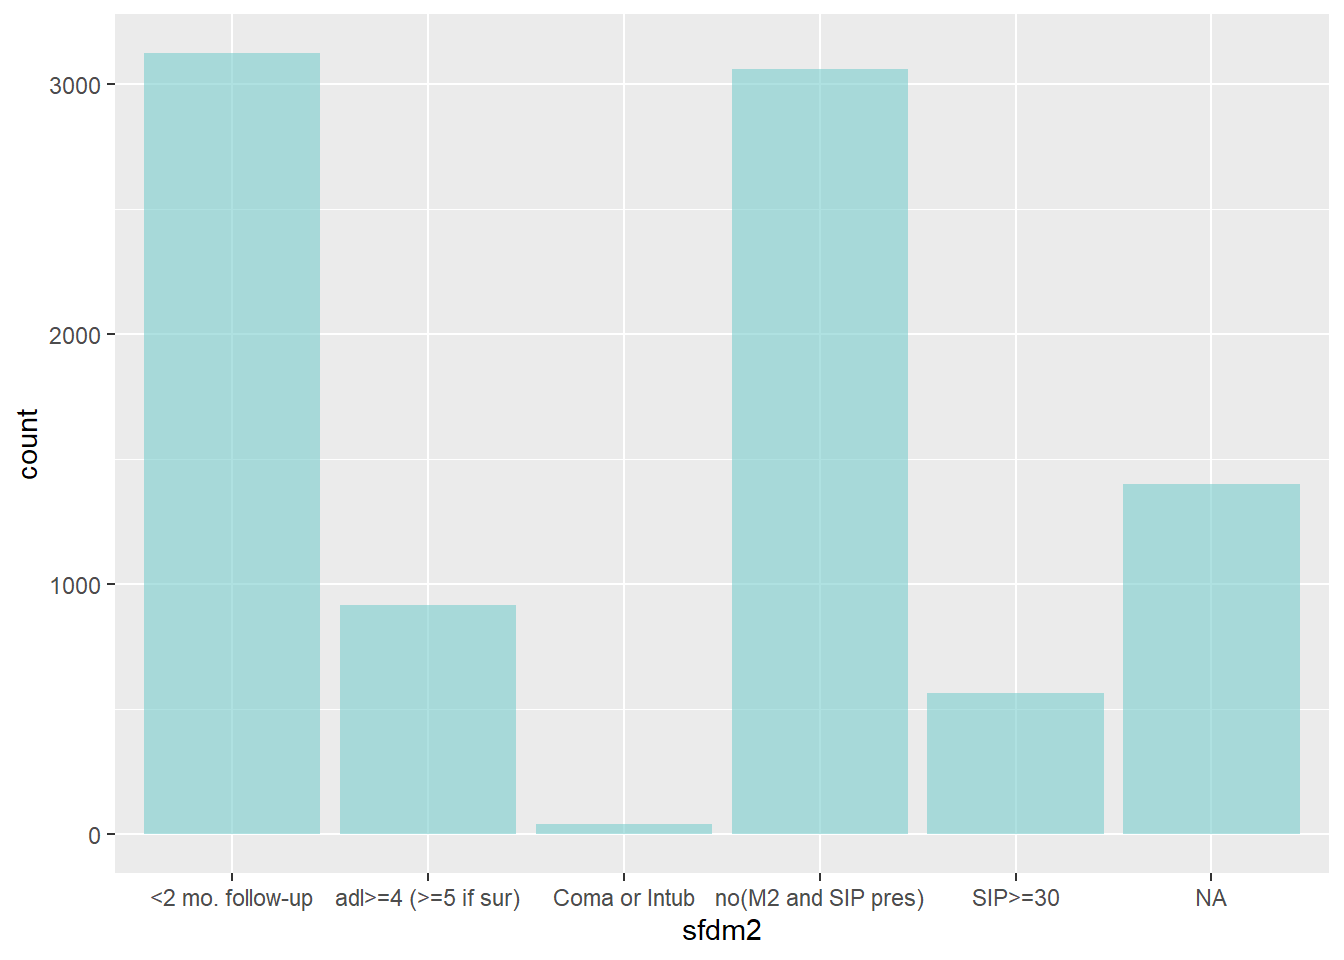 3000
2000
1000
0
count
<2 mo. follow-up
adl>=4 (>=5 if sur)
Coma or Intub
no(M2 and SIP pres)
SIP>=30
NA
sfdm2